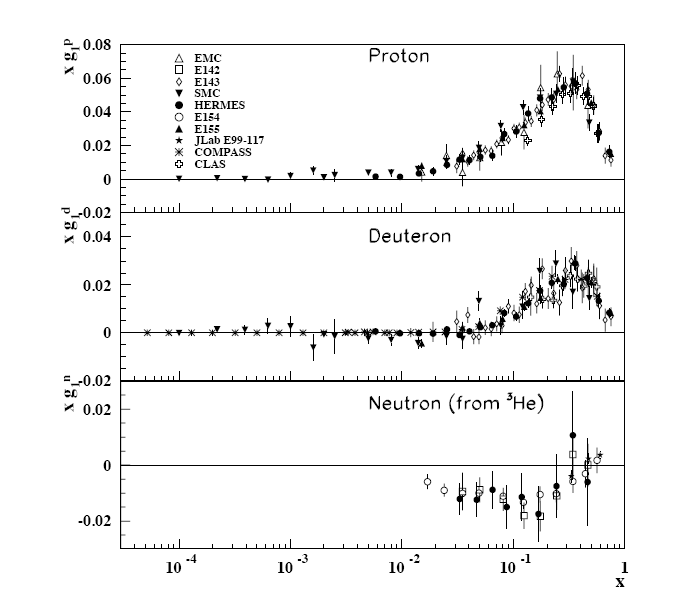 x g₁ᵖ
0.08
0.06
0.04
0.02
0
-0.02
Proton
EMC
E142
E143
SMC
HERMES
E154
E155
JLab E99-117
COMPASS
CLAS
x g₁ᵈ
0.04
0.02
0
-0.02
Deuteron
x g₁ⁿ
0.02
0
-0.02
Neutron (from ³He)
10⁻⁴ 10⁻³ 10⁻² 10⁻¹ 1
x